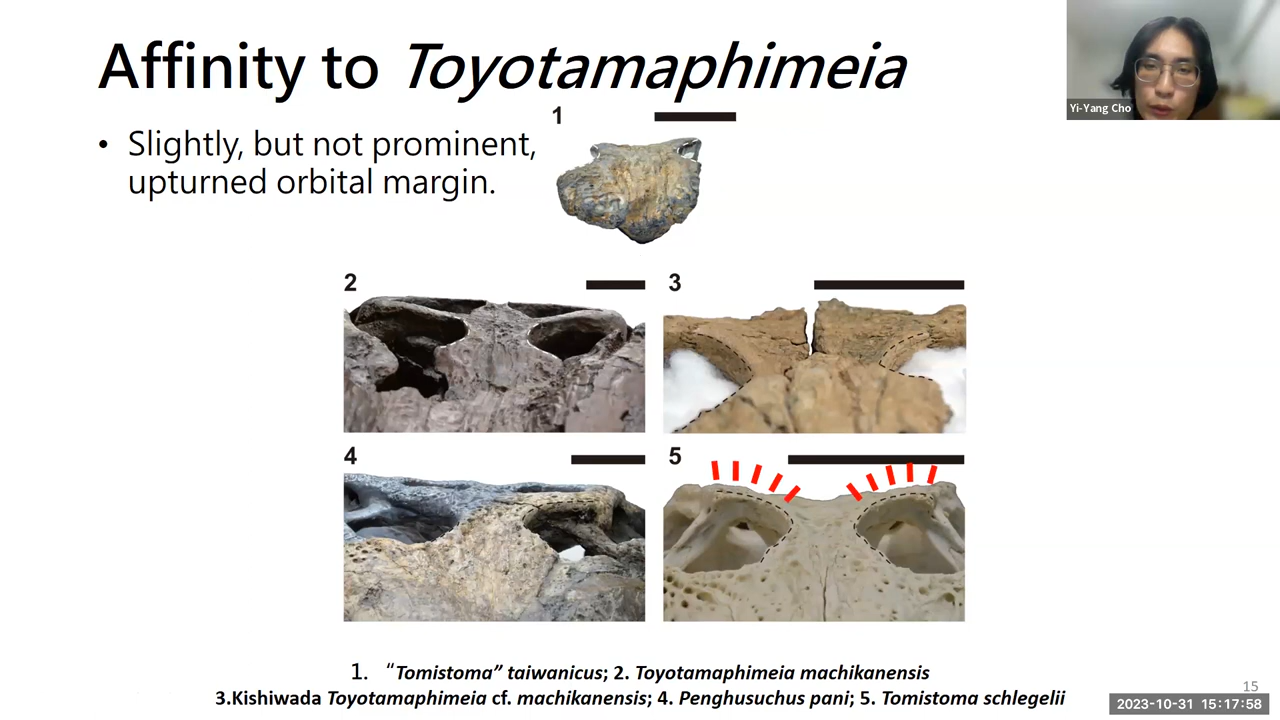 Affinity to Toyotamaphimeia
Yi-Yang Cho
• Slightly, but not prominent,
upturned orbital margin.
1
2
3
4
5
1. “Tomistoma” taiwanicus; 2. Toyotamaphimeia machikanensis
3.Kishiwada Toyotamaphimeia cf. machikanensis; 4. Penghusuchus pani; 5. Tomistoma schlegelii
15
2023-10-31 15:17:58